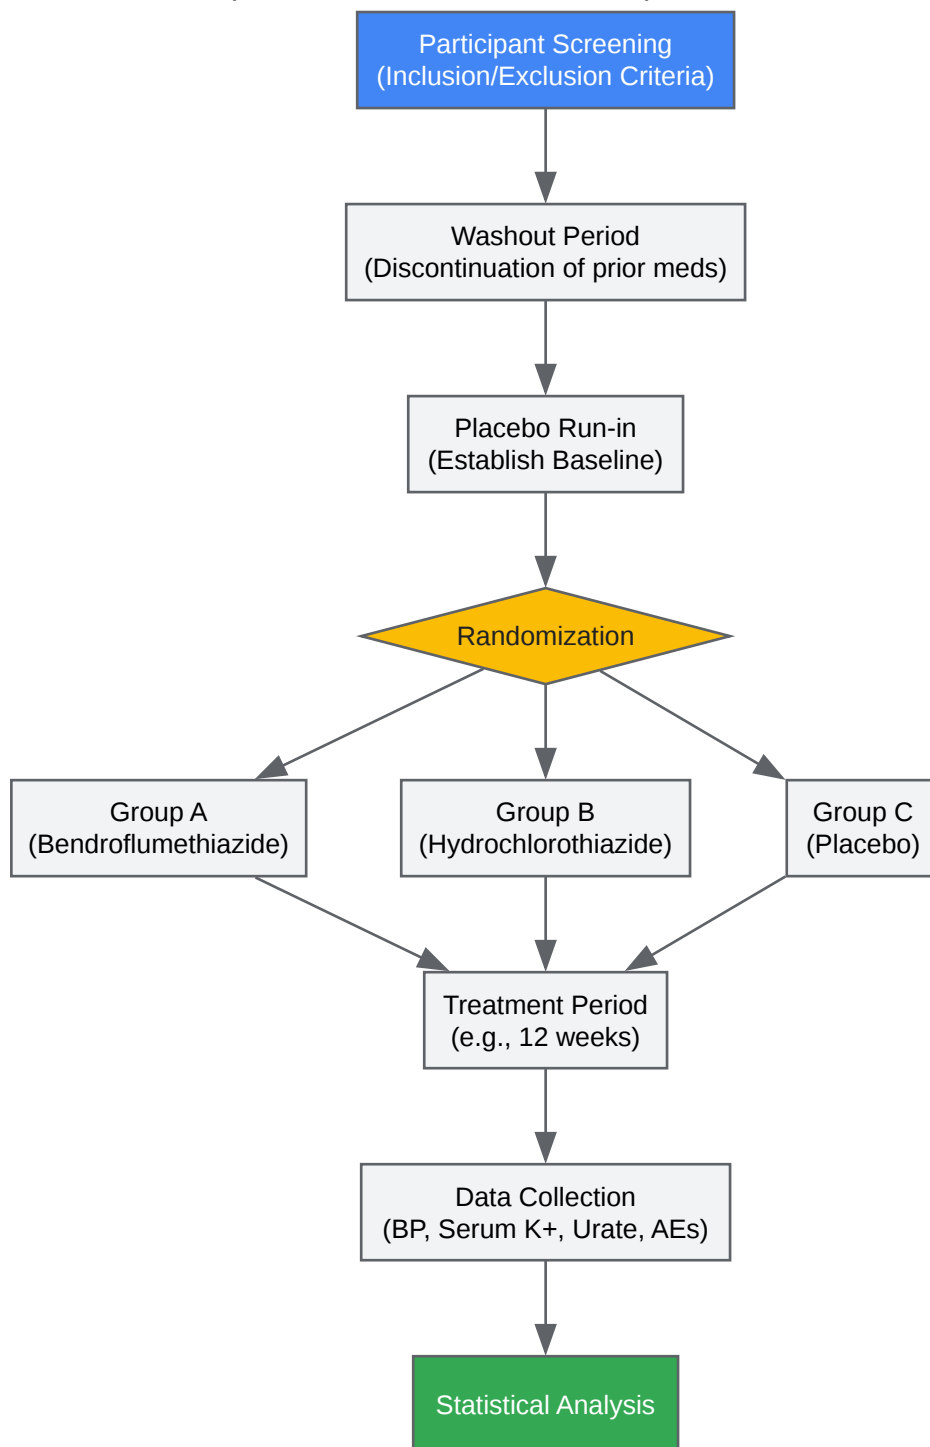 Participant Screening
(Inclusion/Exclusion Criteria)
Washout Period
(Discontinuation of prior meds)
Placebo Run-in
(Establish Baseline)
Randomization
Group A
(Bendroflumethiazide)
Group B
(Hydrochlorothiazide)
Group C
(Placebo)
Treatment Period
(e.g., 12 weeks)
Data Collection
(BP, Serum K+, Urate, AEs)
Statistical Analysis